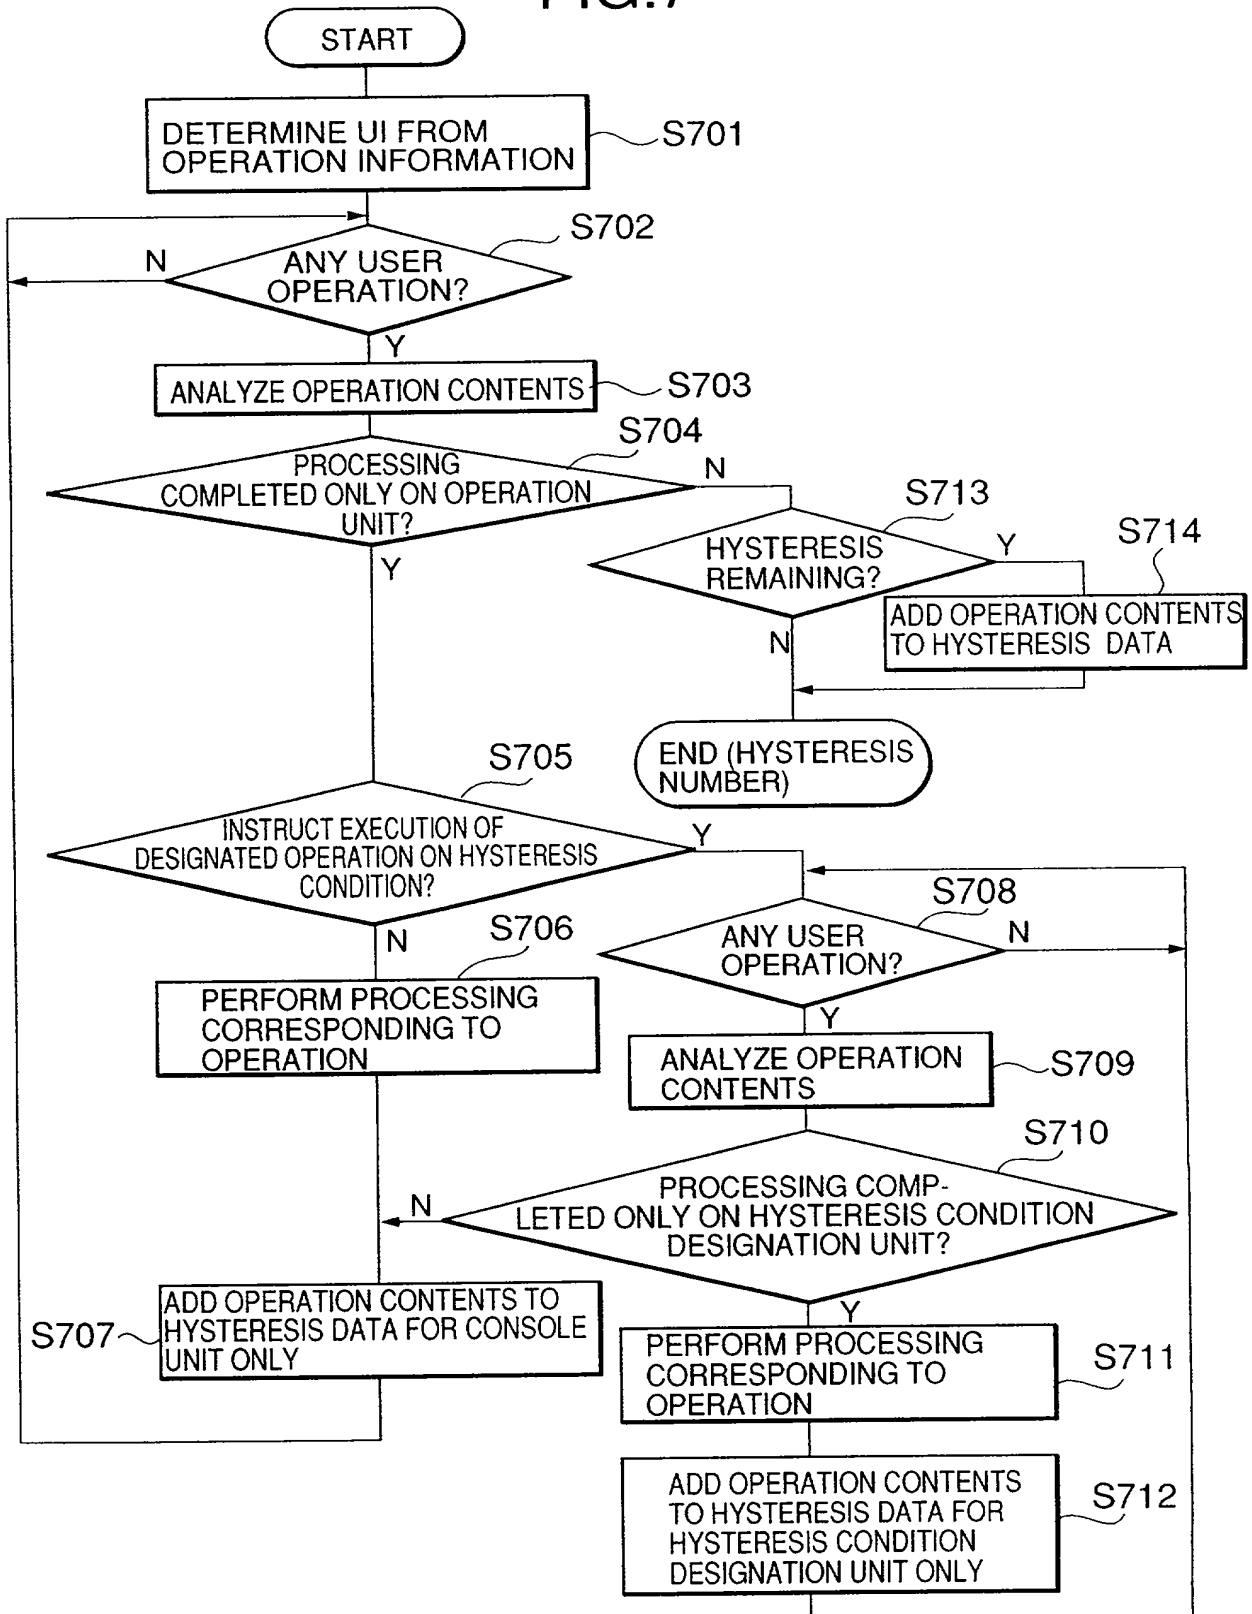 FIG.7
START
DETERMINE UI FROM
OPERATION INFORMATION
S701
S702
N
ANY USER
OPERATION?
Y
ANALYZE OPERATION CONTENTS
S703
S704
PROCESSING
COMPLETED ONLY ON OPERATION
UNIT?
N
Y
S713
HYSTERESIS
REMAINING?
Y
N
S714
ADD OPERATION CONTENTS
TO HYSTERESIS DATA
END (HYSTERESIS
NUMBER)
S705
INSTRUCT EXECUTION OF
DESIGNATED OPERATION ON HYSTERESIS
CONDITION?
Y
N
S706
PERFORM PROCESSING
CORRESPONDING TO
OPERATION
S708
ANY USER
OPERATION?
N
Y
ANALYZE OPERATION
CONTENTS
S709
S710
PROCESSING COMP-
LETED ONLY ON HYSTERESIS CONDITION
DESIGNATION UNIT?
N
Y
S707
ADD OPERATION CONTENTS TO
HYSTERESIS DATA FOR CONSOLE
UNIT ONLY
PERFORM PROCESSING
CORRESPONDING TO
OPERATION
S711
ADD OPERATION CONTENTS
TO HYSTERESIS DATA FOR
HYSTERESIS CONDITION
DESIGNATION UNIT ONLY
S712